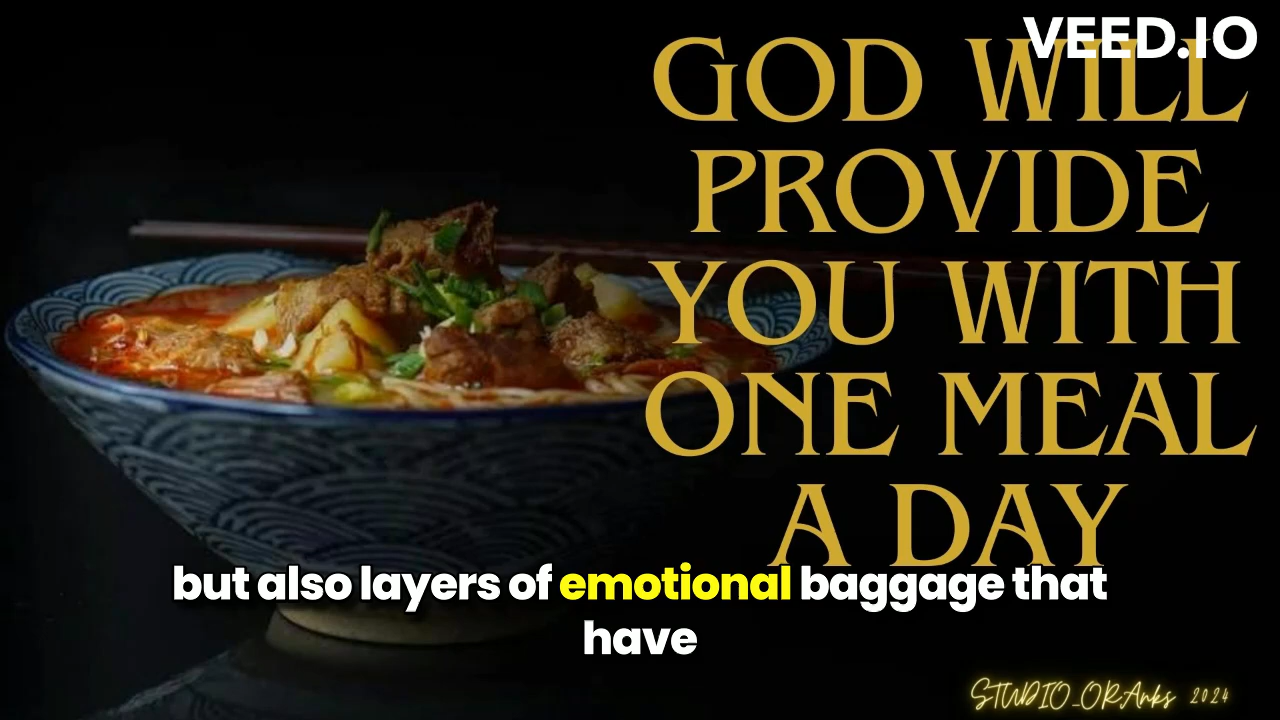 VEED.IO
GOD WILL
PROVIDE
YOU WITH
ONE MEAL
A DAY
but also layers of emotional baggage that
have
STUDIO_ORAnks 2024